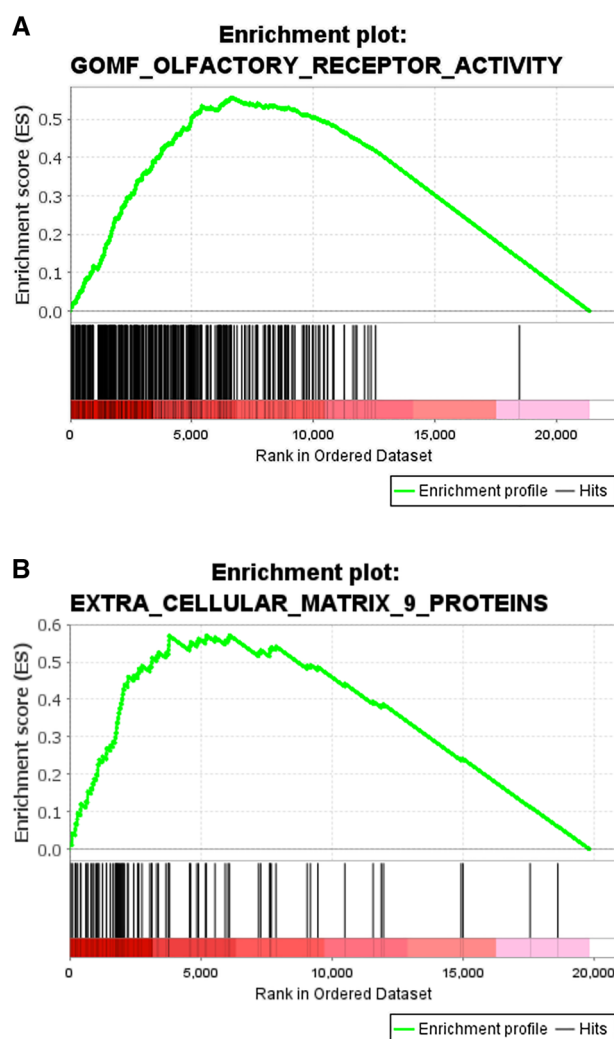 A
Enrichment plot:
GOMF_OLFACTORY_RECEPTOR_ACTIVITY
Enrichment score (ES)
0.5
0.4
0.3
0.2
0.1
0.0
0 5,000 10,000 15,000 20,000
Rank in Ordered Dataset
Enrichment profile Hits
B
Enrichment plot:
EXTRA_CELLULAR_MATRIX_9_PROTEINS
Enrichment score (ES)
0.6
0.5
0.4
0.3
0.2
0.1
0.0
0 5,000 10,000 15,000 20,000
Rank in Ordered Dataset
Enrichment profile Hits